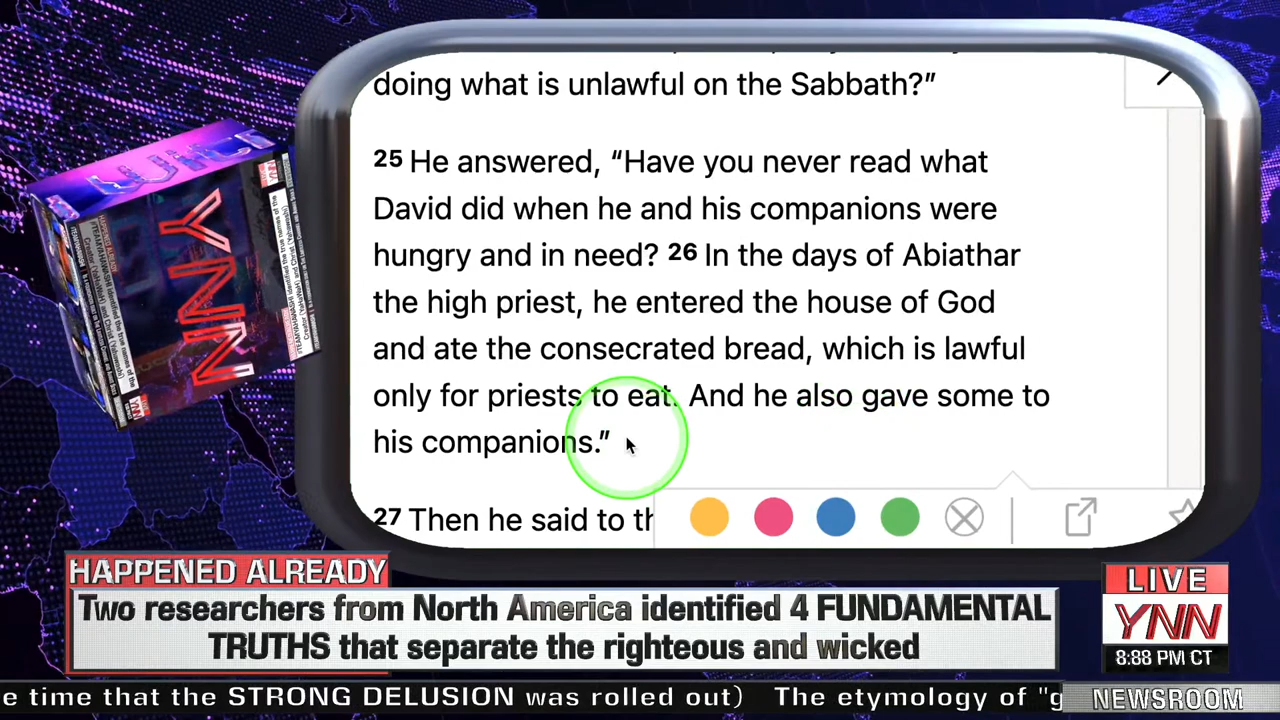 doing what is unlawful on the Sabbath?”
25 He answered, “Have you never read what
David did when he and his companions were
hungry and in need? 26 In the days of Abiathar
the high priest, he entered the house of God
and ate the consecrated bread, which is lawful
only for priests to eat. And he also gave some to
his companions.”
27 Then he said to th
YNN
HAPPENED ALREADY
Two researchers from North America identified 4 FUNDAMENTAL
TRUTHS that separate the righteous and wicked
LIVE
YNN
8:88 PM CT
e time that the STRONG DELUSION was rolled out) The etymology of "g
NEWSROOM